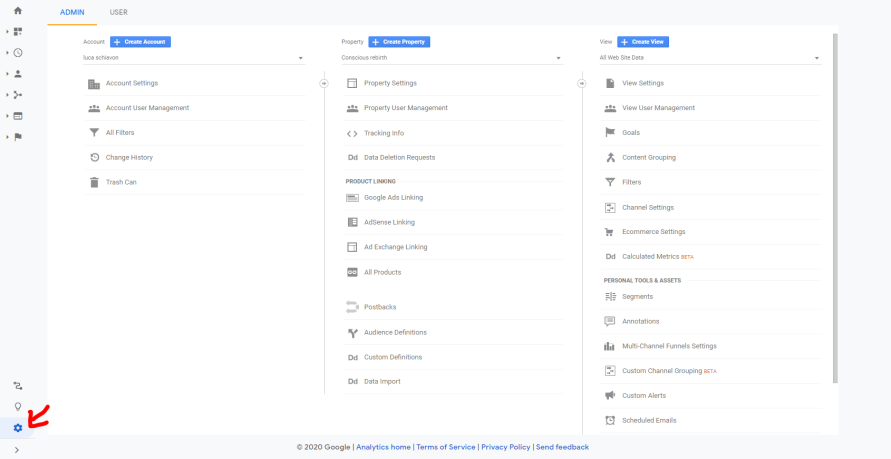 ADMIN USER
Account + Create Account
luca schiavon
Account Settings
Account User Management
All Filters
Change History
Trash Can
Property + Create Property
Conscious rebirth
Property Settings
Property User Management
<> Tracking Info
Dd Data Deletion Requests
PRODUCT LINKING
Google Ads Linking
AdSense Linking
Ad Exchange Linking
All Products
Postbacks
Audience Definitions
Dd Custom Definitions
Dd Data Import
View + Create View
All Web Site Data
View Settings
View User Management
Goals
Content Grouping
Filters
Channel Settings
Ecommerce Settings
Dd Calculated Metrics BETA
PERSONAL TOOLS & ASSETS
Segments
Annotations
Multi-Channel Funnels Settings
Custom Channel Grouping BETA
Custom Alerts
Scheduled Emails
© 2020 Google | Analytics home | Terms of Service | Privacy Policy | Send feedback